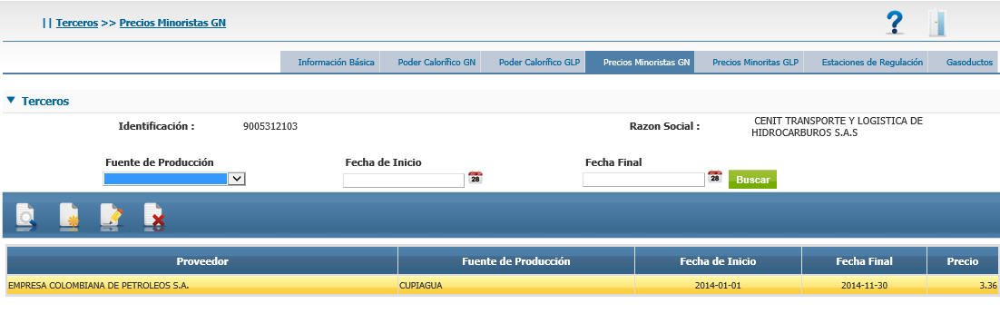 || Terceros >> Precios Minoristas GN
Información Básica Poder Calorífico GN Poder Calorífico GLP Precios Minoristas GN Precios Minoritas GLP Estaciones de Regulación Gasoductos
Terceros
Identificación : 9005312103 Razon Social : CENIT TRANSPORTE Y LOGISTICA DE
HIDROCARBUROS S.A.S
Fuente de Producción Fecha de Inicio Fecha Final
28 28 Buscar
Proveedor Fuente de Producción Fecha de Inicio Fecha Final Precio
EMPRESA COLOMBIANA DE PETROLEOS S.A. CUPIAGUA 2014-01-01 2014-11-30 3.36